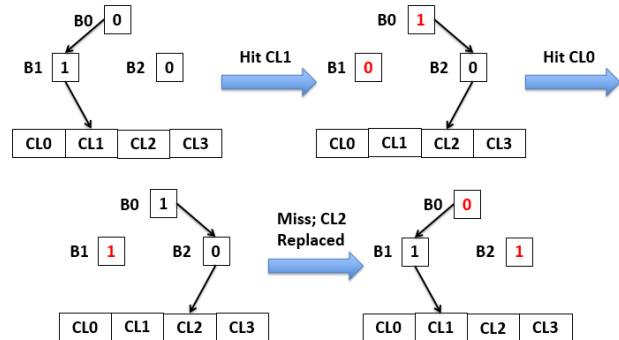 B0 0
B1 1 B2 0
CL0 CL1 CL2 CL3
Hit CL1
B0 1
B1 0 B2 0
CL0 CL1 CL2 CL3
Hit CL0
B0 1
B1 1 B2 0
CL0 CL1 CL2 CL3
Miss; CL2
Replaced
B0 0
B1 1 B2 1
CL0 CL1 CL2 CL3